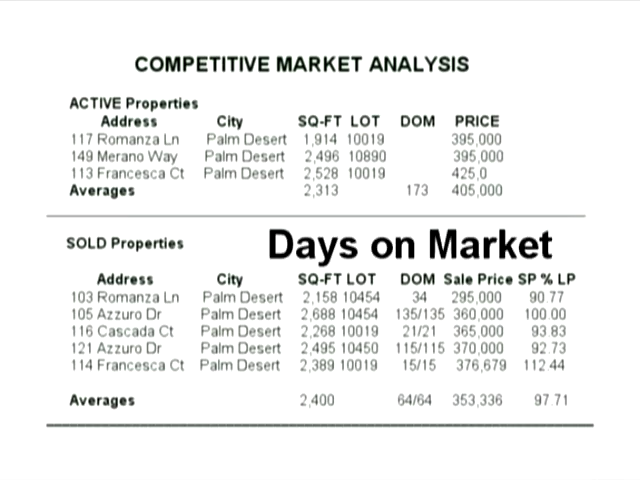 COMPETITIVE MARKET ANALYSIS
ACTIVE Properties
Address City SQ-FT LOT DOM PRICE
117 Romanza Ln Palm Desert 1,914 10019 395,000
149 Merano Way Palm Desert 2,496 10890 395,000
113 Francesca Ct Palm Desert 2,528 10019 425,0
Averages 2,313 173 405,000
SOLD Properties Days on Market
Address City SQ-FT LOT DOM Sale Price SP % LP
103 Romanza Ln Palm Desert 2,158 10454 34 295,000 90.77
105 Azzuro Dr Palm Desert 2,688 10454 135/135 360,000 100.00
116 Cascada Ct Palm Desert 2,268 10019 21/21 365,000 93.83
121 Azzuro Dr Palm Desert 2,495 10450 115/115 370,000 92.73
114 Francesca Ct Palm Desert 2,389 10019 15/15 376,679 112.44
Averages 2,400 64/64 353,336 97.71